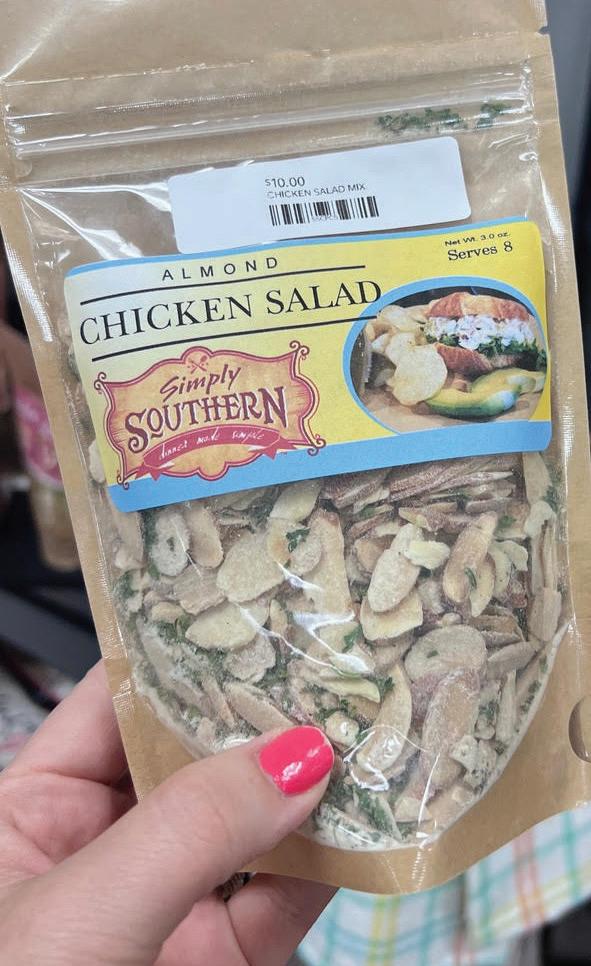 $10.00
CHICKEN SALAD MIX
Net Wt. 3.0 oz.
Serves 8
ALMOND
CHICKEN SALAD
Simply
SOUTHERN
dinner made simple